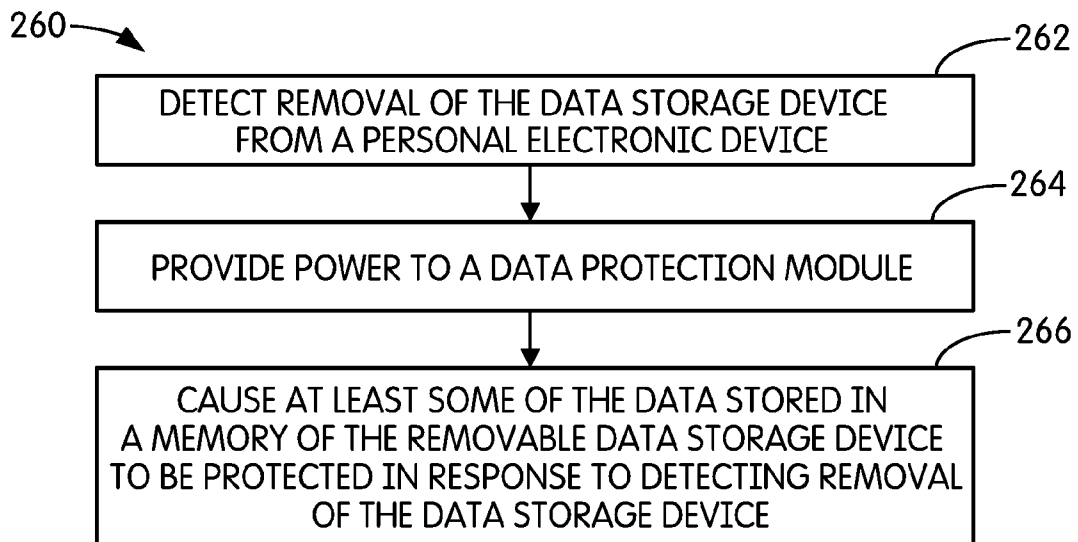 260
262
DETECT REMOVAL OF THE DATA STORAGE DEVICE
FROM A PERSONAL ELECTRONIC DEVICE
264
PROVIDE POWER TO A DATA PROTECTION MODULE
266
CAUSE AT LEAST SOME OF THE DATA STORED IN
A MEMORY OF THE REMOVABLE DATA STORAGE DEVICE
TO BE PROTECTED IN RESPONSE TO DETECTING REMOVAL
OF THE DATA STORAGE DEVICE